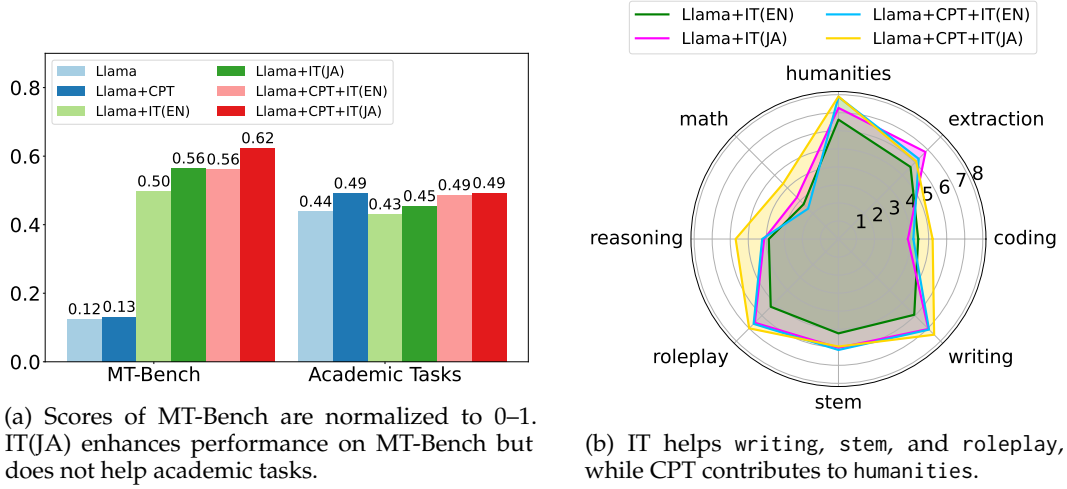 Llama
Llama+CPT
Llama+IT(EN)
Llama+IT(JA)
Llama+CPT+IT(EN)
Llama+CPT+IT(JA)
0.8
0.6
0.4
0.2
0.0
0.12
0.13
0.50
0.56
0.56
0.62
0.44
0.49
0.43
0.45
0.49
0.49
MT-Bench
Academic Tasks
(a) Scores of MT-Bench are normalized to 0–1.
IT(JA) enhances performance on MT-Bench but
does not help academic tasks.
Llama+IT(EN)
Llama+IT(JA)
Llama+CPT+IT(EN)
Llama+CPT+IT(JA)
humanities
math
extraction
1 2 3 4 5 6 7 8
reasoning
coding
roleplay
writing
stem
(b) IT helps writing, stem, and roleplay,
while CPT contributes to humanities.